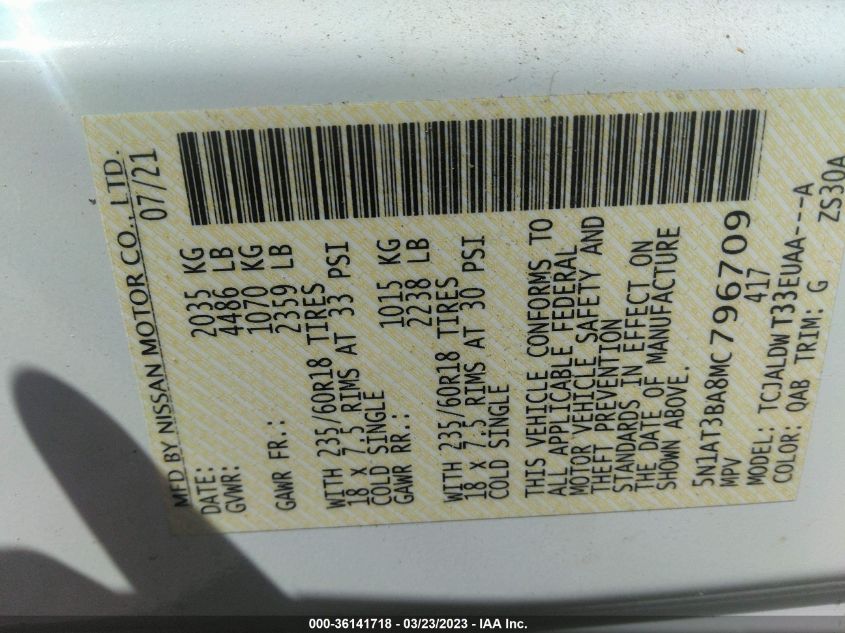 MFD BY NISSAN MOTOR CO., LTD.
DATE: 07/21
GVWR: 2035 KG
4486 LB
1070 KG
GAWR FR.: 2359 LB
WITH 235/60R18 TIRES
18 X 7.5 RIMS AT 33 PSI
COLD SINGLE
GAWR RR.: 1015 KG
2238 LB
WITH 235/60R18 TIRES
18 X 7.5 RIMS AT 30 PSI
COLD SINGLE
THIS VEHICLE CONFORMS TO
ALL APPLICABLE FEDERAL
MOTOR VEHICLE SAFETY AND
THEFT PREVENTION
STANDARDS IN EFFECT ON
THE DATE OF MANUFACTURE
SHOWN ABOVE.
5N1AT3BA8MC796709
MPV 417
MODEL: TCJALDWT33EUAA---A
COLOR: QAB TRIM: G ZS30A
000-36141718 - 03/23/2023 - IAA Inc.